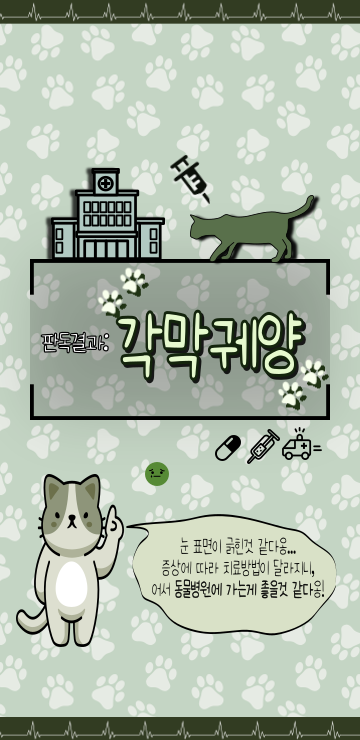 판독결과:
각막궤양
눈 표면이 긁힌것 같다옹...
증상에 따라 치료방법이 달라지니,
어서 동물병원에 가는게 좋을것 같다옹!